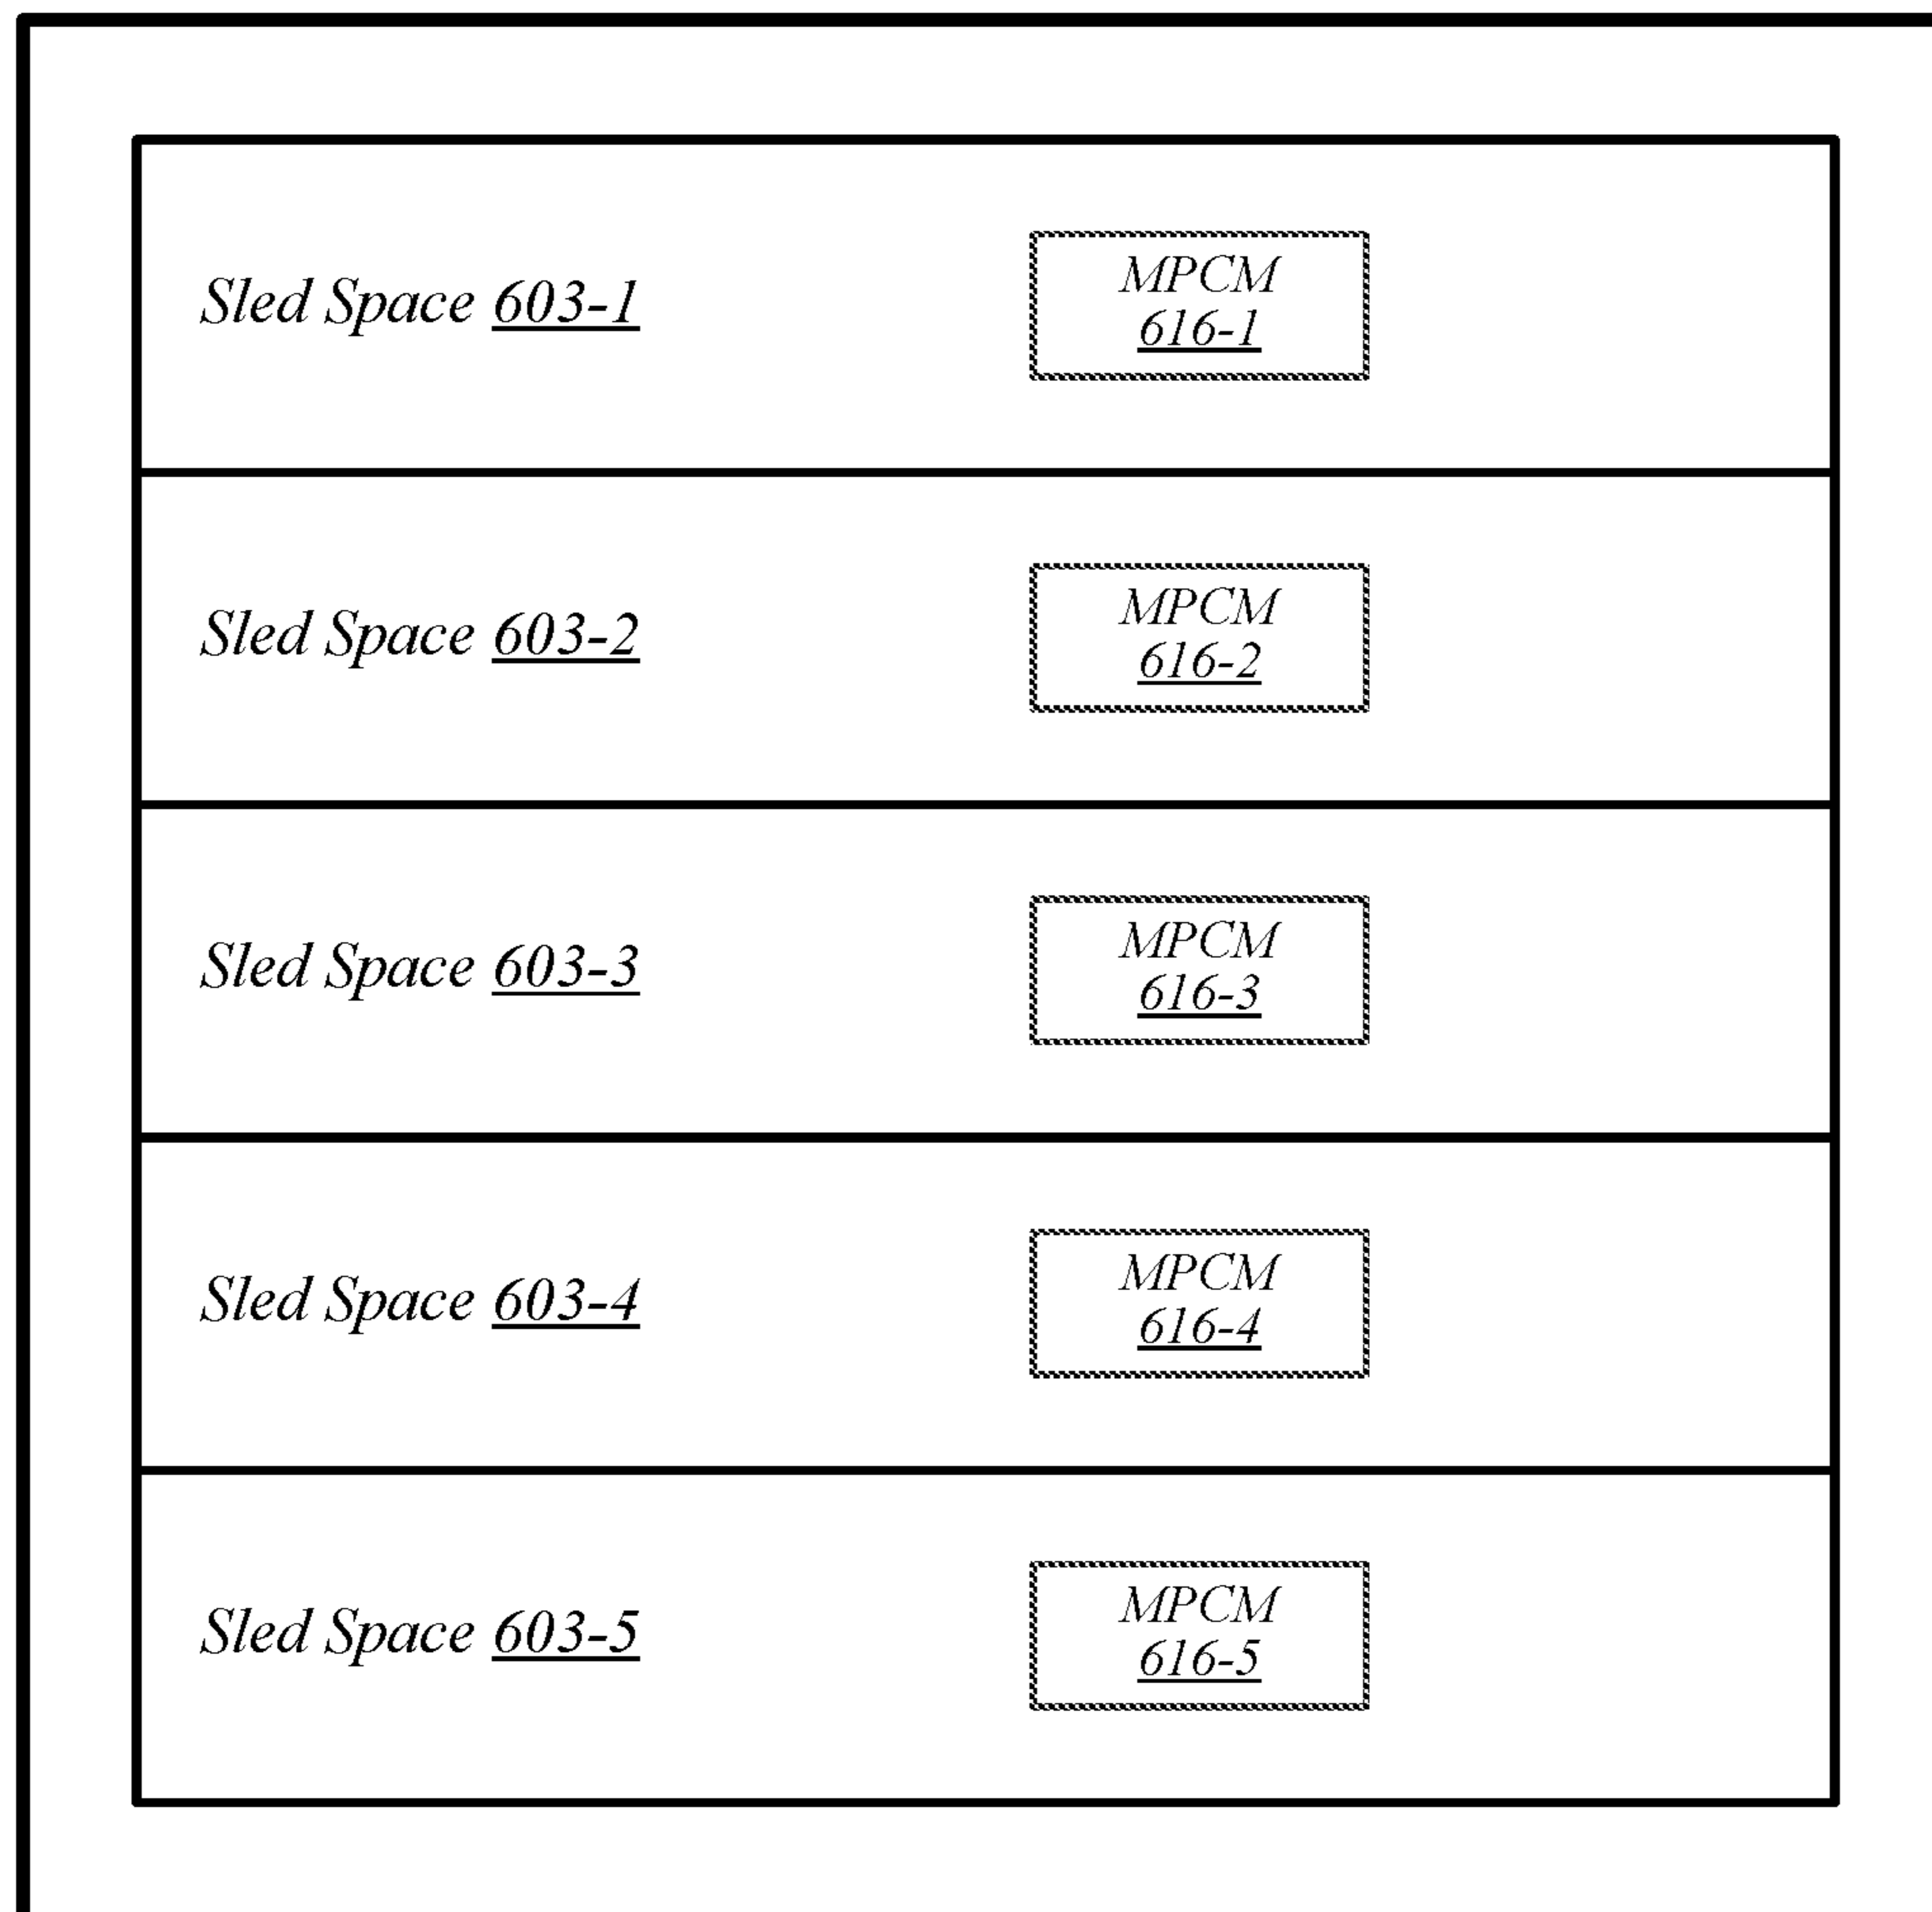 Sled Space 603-1
MPCM
616-1
Sled Space 603-2
MPCM
616-2
Sled Space 603-3
MPCM
616-3
Sled Space 603-4
MPCM
616-4
Sled Space 603-5
MPCM
616-5